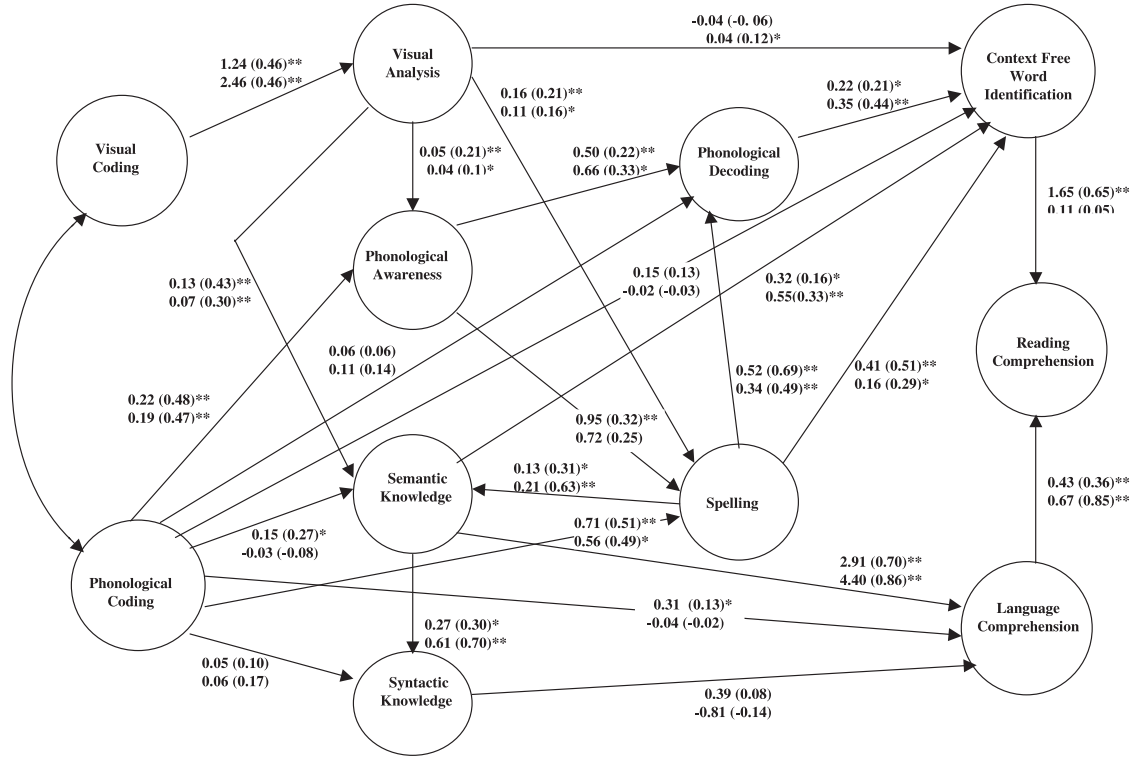 -0.04 (-0. 06)
0.04 (0.12)*
Visual
Analysis
Context Free
Word
Identification
1.24 (0.46)**
2.46 (0.46)**
0.16 (0.21)**
0.11 (0.16)*
0.22 (0.21)*
0.35 (0.44)**
Visual
Coding
0.05 (0.21)**
0.04 (0.1)*
0.50 (0.22)**
0.66 (0.33)*
Phonological
Decoding
1.65 (0.65)**
0.11 (0.05)
Phonological
Awareness
0.13 (0.43)**
0.07 (0.30)**
0.15 (0.13)
-0.02 (-0.03)
0.32 (0.16)*
0.55(0.33)**
Reading
Comprehension
0.06 (0.06)
0.11 (0.14)
0.52 (0.69)**
0.34 (0.49)**
0.41 (0.51)**
0.16 (0.29)*
0.22 (0.48)**
0.19 (0.47)**
0.95 (0.32)**
0.72 (0.25)
Semantic
Knowledge
0.13 (0.31)*
0.21 (0.63)**
Spelling
0.43 (0.36)**
0.67 (0.85)**
0.15 (0.27)*
-0.03 (-0.08)
0.71 (0.51)**
0.56 (0.49)*
Phonological
Coding
2.91 (0.70)**
4.40 (0.86)**
0.31 (0.13)*
-0.04 (-0.02)
Language
Comprehension
0.27 (0.30)*
0.61 (0.70)**
0.05 (0.10)
0.06 (0.17)
Syntactic
Knowledge
0.39 (0.08)
-0.81 (-0.14)